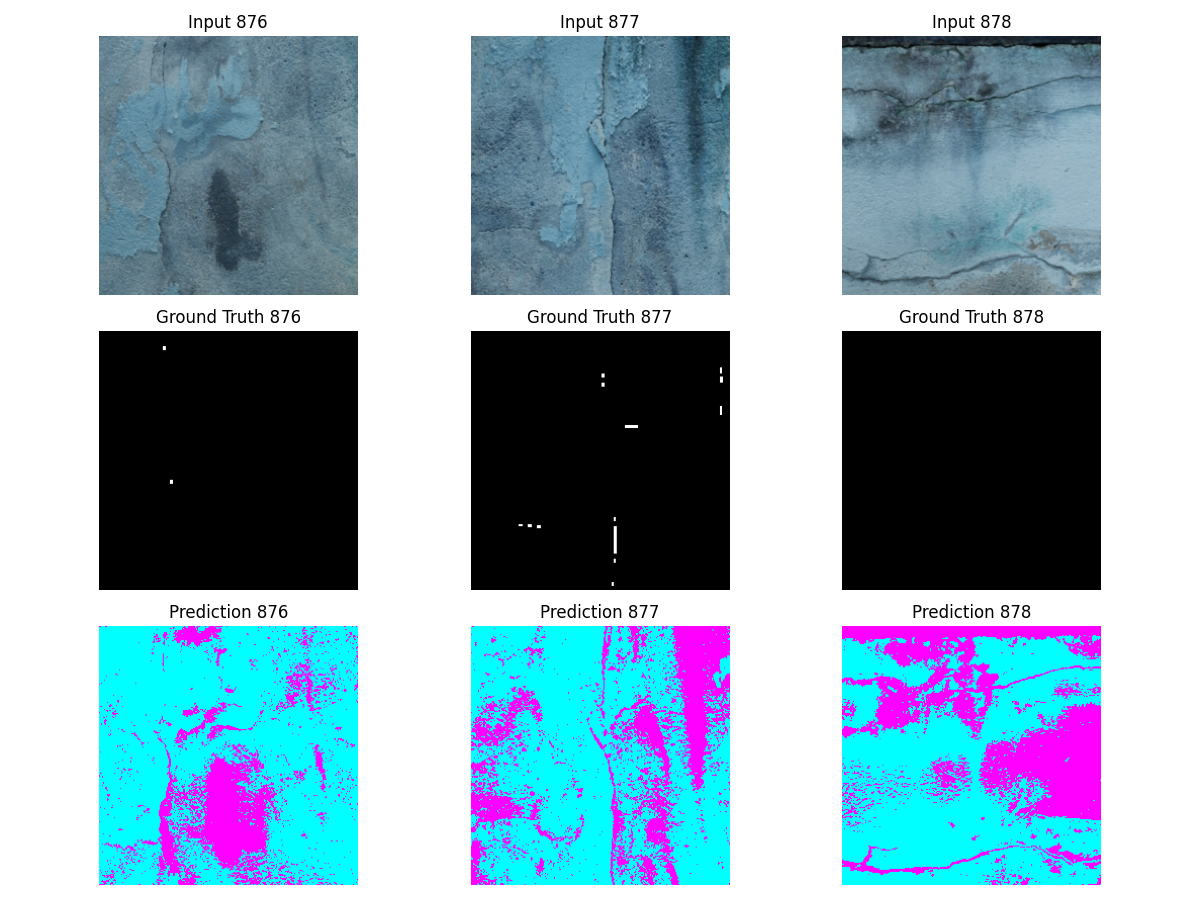 Input 876
Input 877
Input 878
Ground Truth 876
Ground Truth 877
Ground Truth 878
Prediction 876
Prediction 877
Prediction 878